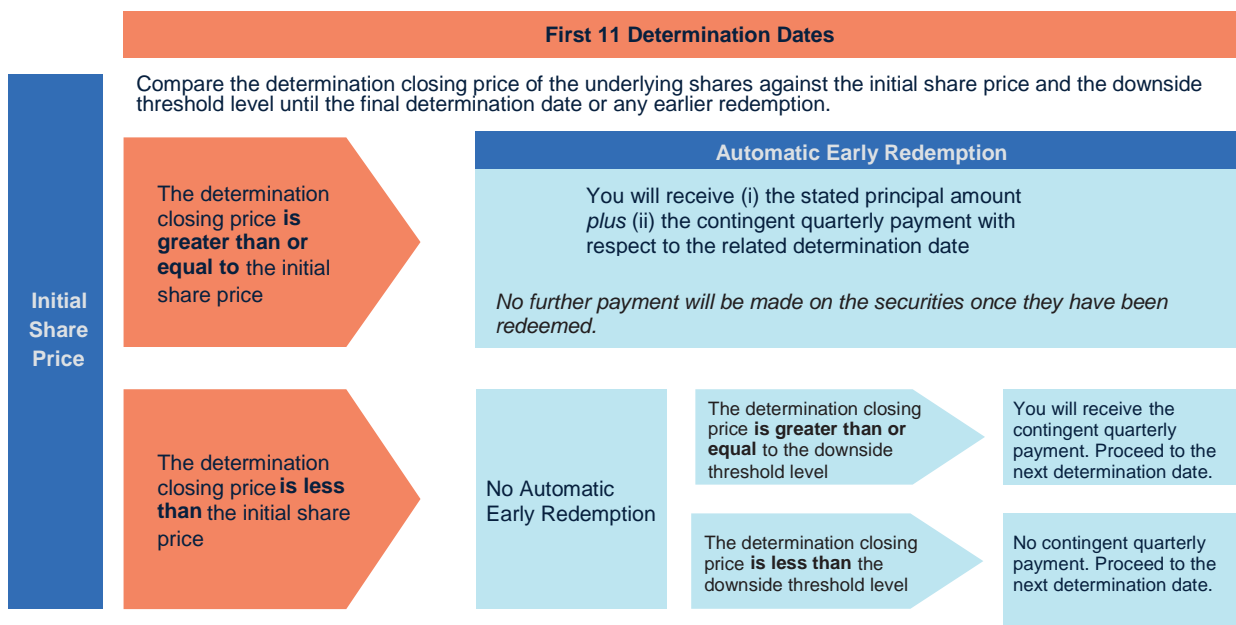 First 11 Determination Dates
Compare the determination closing price of the underlying shares against the initial share price and the downside
threshold level until the final determination date or any earlier redemption.
Initial
Share
Price
The determination
closing price is
greater than or
equal to the initial
share price
Automatic Early Redemption
You will receive (i) the stated principal amount
plus (ii) the contingent quarterly payment with
respect to the related determination date
No further payment will be made on the securities once they have been
redeemed.
The determination
closing price is less
than the initial share
price
No Automatic
Early Redemption
The determination closing
price is greater than or
equal to the downside
threshold level
You will receive the
contingent quarterly
payment. Proceed to the
next determination date.
The determination closing
price is less than the
downside threshold level
No contingent quarterly
payment. Proceed to the
next determination date.